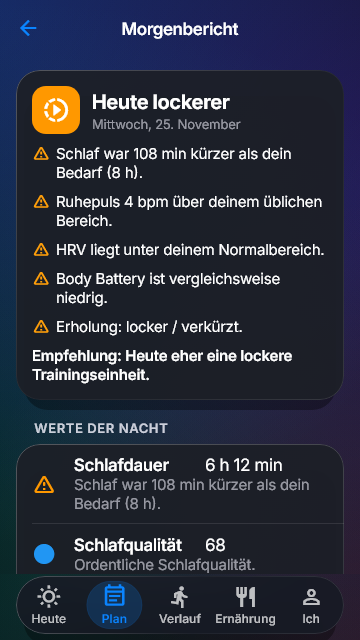 Morgenbericht
Heute lockerer
Mittwoch, 25. November
Schlaf war 108 min kürzer als dein
Bedarf (8 h).
Ruhepuls 4 bpm über deinem üblichen
Bereich.
HRV liegt unter deinem Normalbereich.
Body Battery ist vergleichsweise
niedrig.
Erholung: locker / verkürzt.
Empfehlung: Heute eher eine lockere
Trainingseinheit.
WERTE DER NACHT
Schlafdauer 6 h 12 min
Schlaf war 108 min kürzer als dein
Bedarf (8 h).
Schlafqualität 68
Ordentliche Schlafqualität.
Heute Plan Verlauf Ernährung Ich